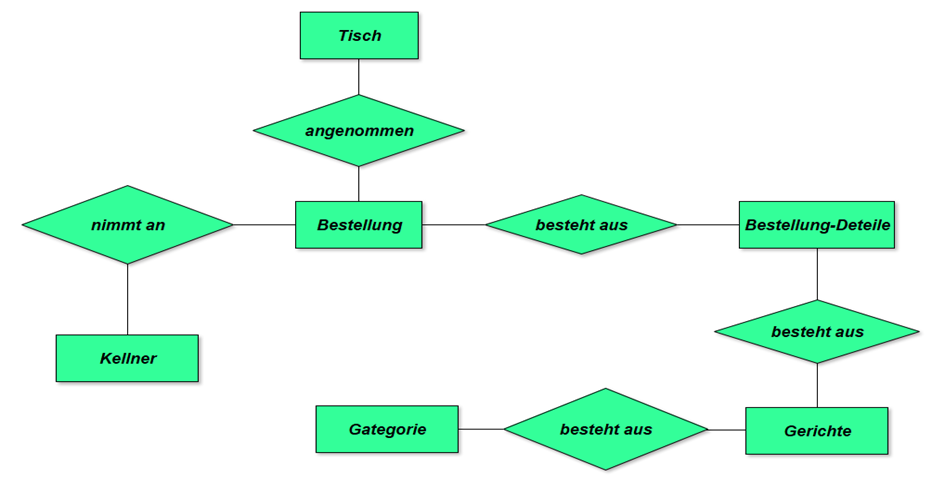 Tisch
angenommen
nimmt an
Bestellung
besteht aus
Bestellung-Deteile
besteht aus
Kellner
Gategorie
besteht aus
Gerichte